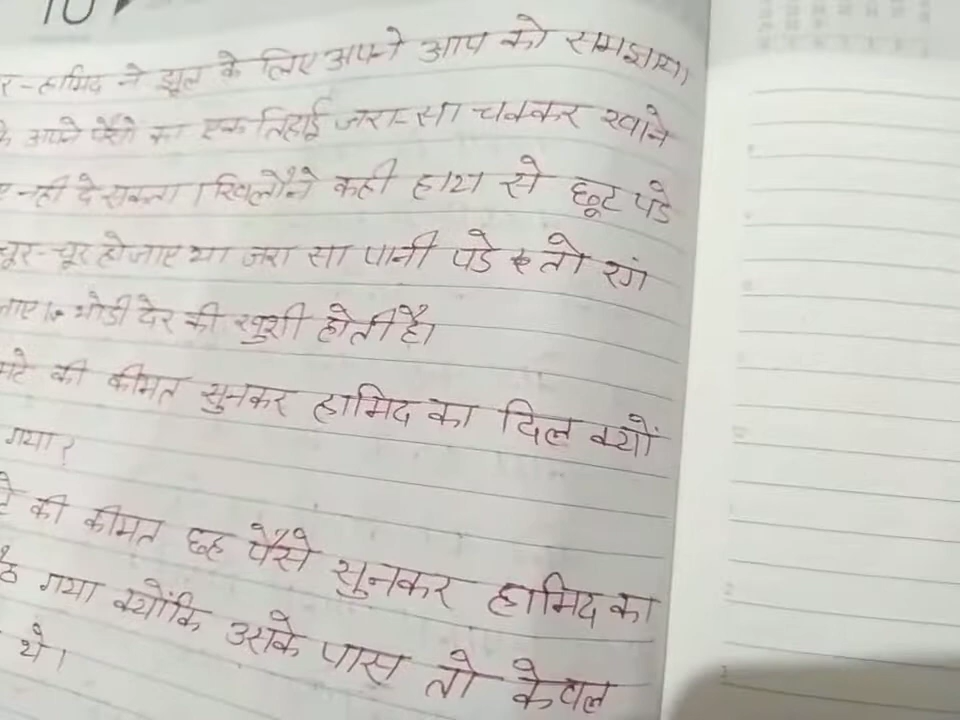 10
र-हामिद ने झूल के लिए अपने आप को समझाया
के अपने पैसो का एक तिहाई जरा-सा चक्कर खाने
नही दे सकता। खिलौने कही हाथ से छूट पडे
चूर-चूर हो जाए या जरा सा पानी पडे तो रंग
जाए। थोडी देर की खुशी होती है।
मटे की कीमत सुनकर हामिद का दिल क्यों
गया?
टे की कीमत छह पैसे सुनकर हामिद का
गया क्योंकि उसके पास तो केवल
थे।